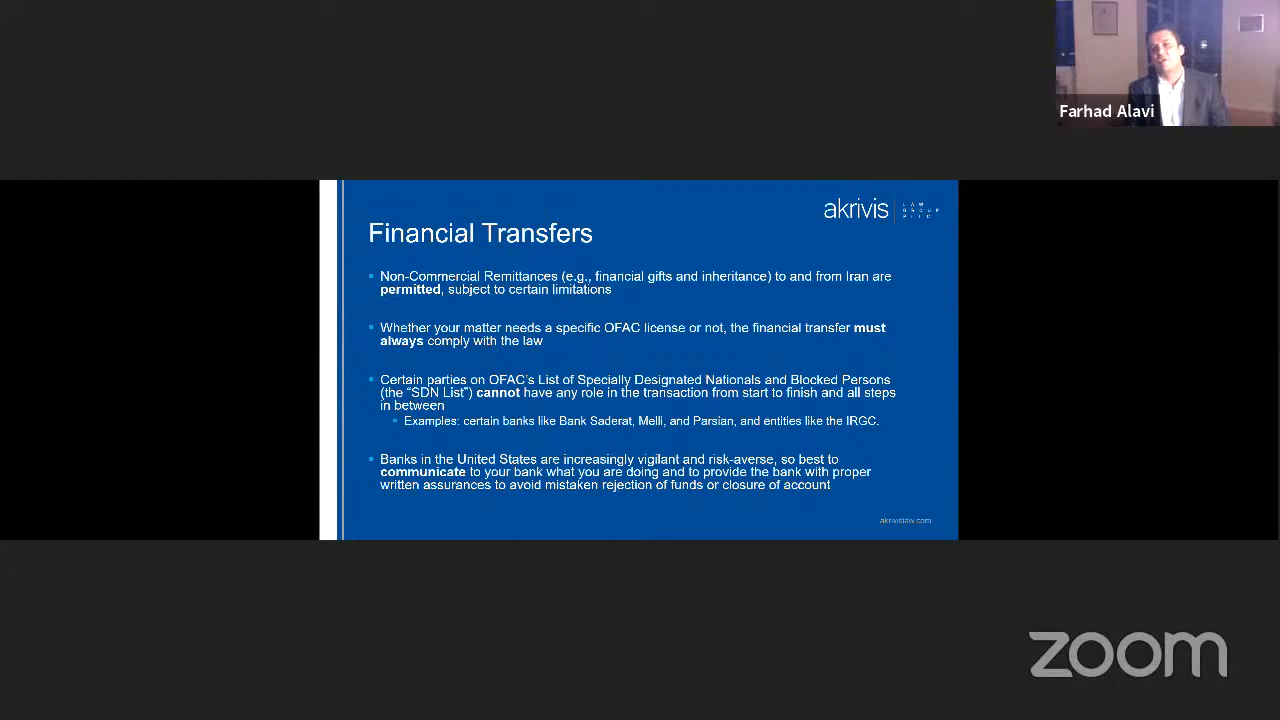 Farhad Alavi
akrivis
LAW
GROUP
PLLC
Financial Transfers
Non-Commercial Remittances (e.g., financial gifts and inheritance) to and from Iran are
permitted, subject to certain limitations
Whether your matter needs a specific OFAC license or not, the financial transfer must
always comply with the law
Certain parties on OFAC's List of Specially Designated Nationals and Blocked Persons
(the “SDN List”) cannot have any role in the transaction from start to finish and all steps
in between
Examples: certain banks like Bank Saderat, Melli, and Parsian, and entities like the IRGC.
Banks in the United States are increasingly vigilant and risk-averse, so best to
communicate to your bank what you are doing and to provide the bank with proper
written assurances to avoid mistaken rejection of funds or closure of account
akrivislaw.com
zoom